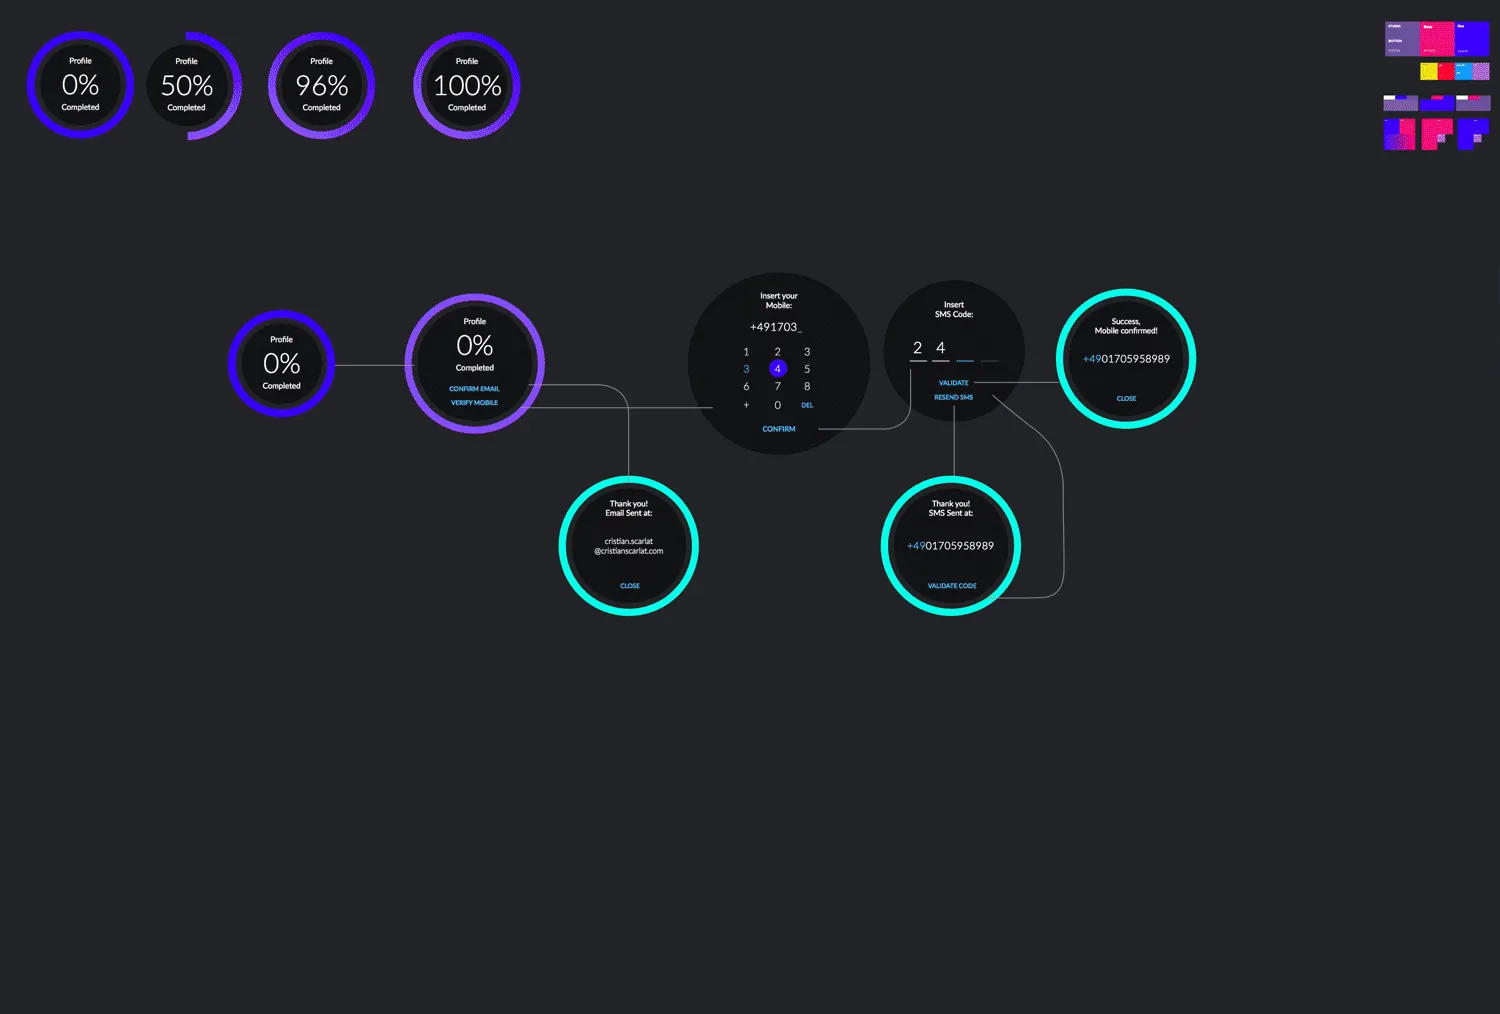 Profile
0%
Completed
Profile
50%
Completed
Profile
96%
Completed
Profile
100%
Completed
STUDIO
BOTTON
Profile
0%
Completed
Profile
0%
Completed
CONFIRM EMAIL
VERIFY MOBILE
Insert your
Mobile:
+491703_
1 2 3
3 4 5
6 7 8
+ 0 DEL
CONFIRM
Insert
SMS Code:
2 4
VALIDATE
RESEND SMS
Success,
Mobile confirmed!
+4901705958989
CLOSE
Thank you!
Email Sent at:
cristian.scarlat
@cristianscarlat.com
CLOSE
Thank you!
SMS Sent at:
+4901705958989
VALIDATE CODE